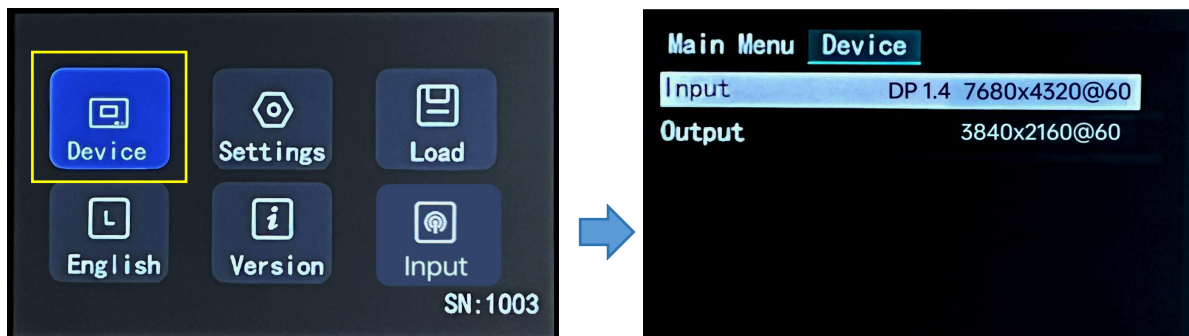 Device
Settings
Load
English
Version
Input
SN:1003
Main Menu Device
Input DP 1.4 7680x4320@60
Output 3840x2160@60